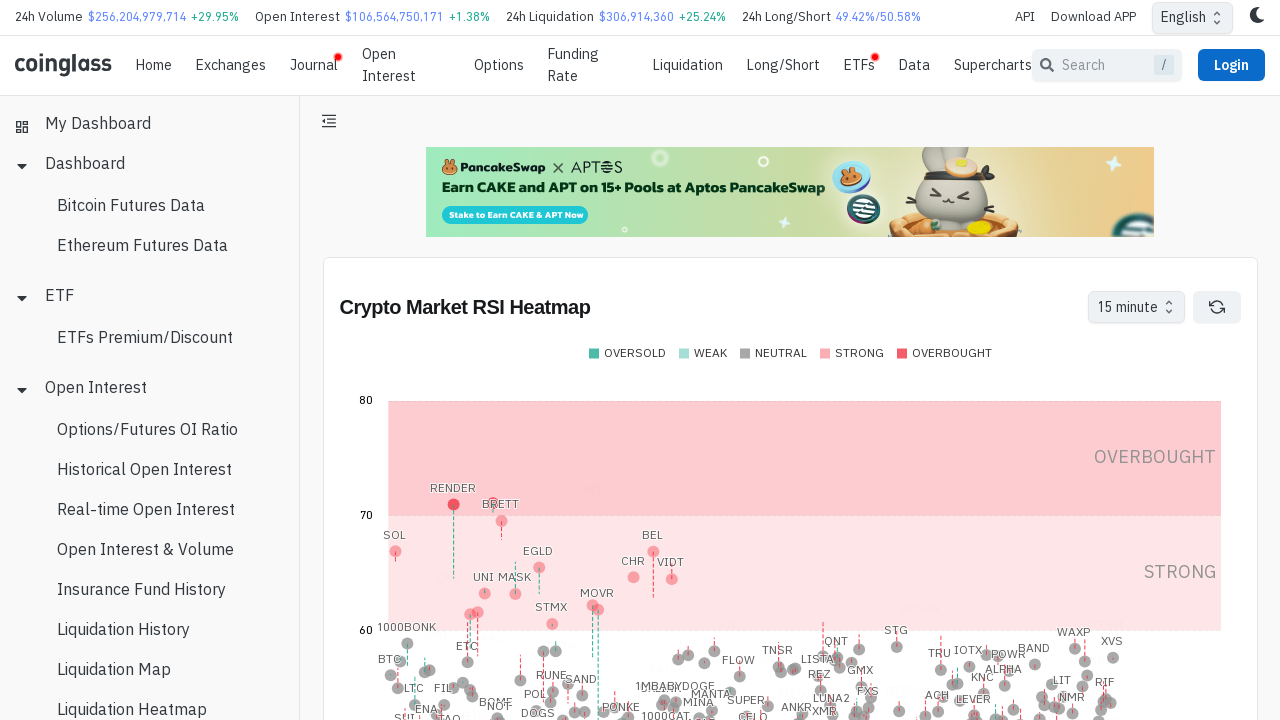 24h Volume $256,204,979,714 +29.95% Open Interest $106,564,750,171 +1.38% 24h Liquidation $306,914,360 +25.24% 24h Long/Short 49.42%/50.58% API Download APP English
coinglass Home Exchanges Journal Open Interest Options Funding Rate Liquidation Long/Short ETFs Data Supercharts Search / Login
My Dashboard
Dashboard
Bitcoin Futures Data
Ethereum Futures Data
ETF
ETFs Premium/Discount
Open Interest
Options/Futures OI Ratio
Historical Open Interest
Real-time Open Interest
Open Interest & Volume
Insurance Fund History
Liquidation History
Liquidation Map
Liquidation Heatmap
PancakeSwap × APTOS
Earn CAKE and APT on 15+ Pools at Aptos PancakeSwap
Stake to Earn CAKE & APT Now
Crypto Market RSI Heatmap
15 minute
OVERSOLD WEAK NEUTRAL STRONG OVERBOUGHT
80
OVERBOUGHT
RENDER
BRETT
70
SOL BEL
EGLD
CHR VIDT
STRONG
UNI MASK
MOVR
STMX
60
1000BONK STG WAXP
ETC QNT XVS
TNSR TRU IOTX POWR BAND
BTC FLOW LISTA
GMX ALPHA
RUNE REZ KNC
SAND LIT RIF
LTC FIL 1MBABYDOGE FXS
POL MANTA ACH NMR
BOME NOT MINA SUPER LUNA2 LEVER
ENA DOGS PONKE ANKR XMR
SUI 1000CAT CELO